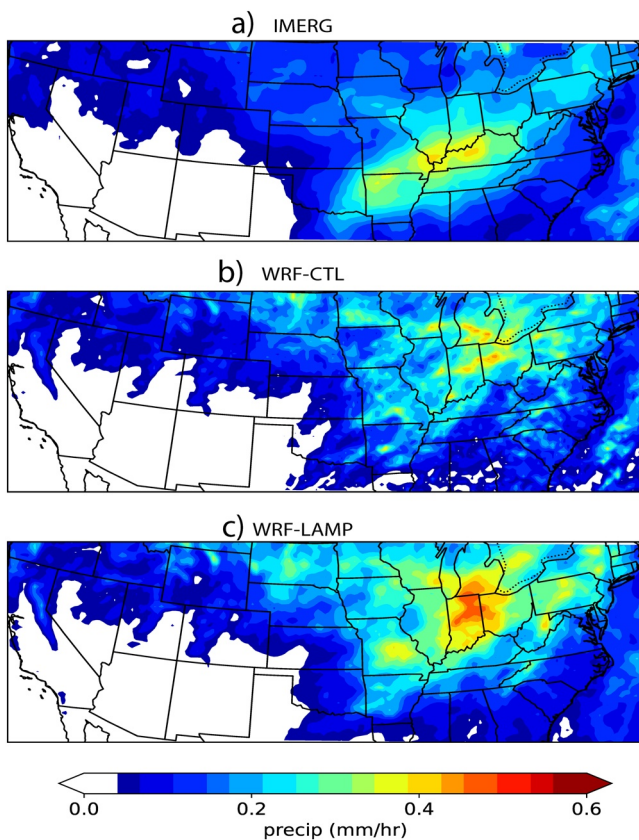 a) IMERG
b) WRF-CTL
c) WRF-LAMP
0.0 0.2 0.4 0.6
precip (mm/hr)